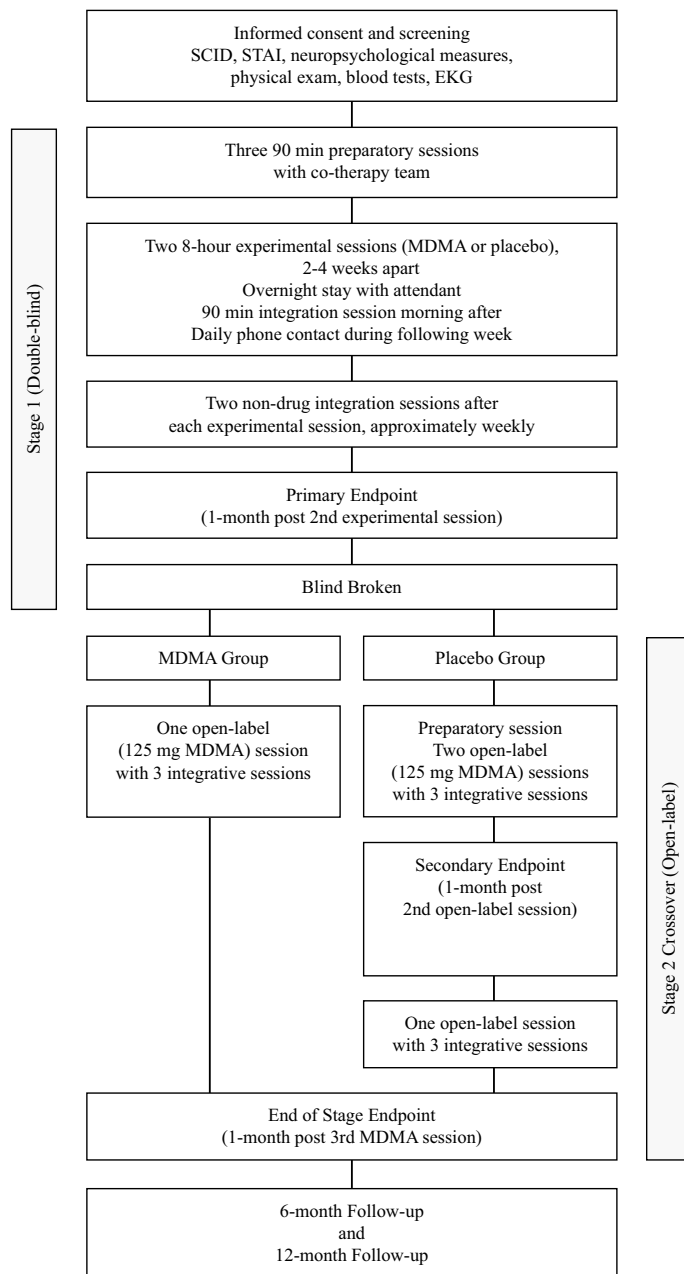 Informed consent and screening
SCID, STAI, neuropsychological measures,
physical exam, blood tests, EKG
Stage 1 (Double-blind)
Three 90 min preparatory sessions
with co-therapy team
Two 8-hour experimental sessions (MDMA or placebo),
2-4 weeks apart
Overnight stay with attendant
90 min integration session morning after
Daily phone contact during following week
Two non-drug integration sessions after
each experimental session, approximately weekly
Primary Endpoint
(1-month post 2nd experimental session)
Blind Broken
MDMA Group
Placebo Group
Stage 2 Crossover (Open-label)
One open-label
(125 mg MDMA) session
with 3 integrative sessions
Preparatory session
Two open-label
(125 mg MDMA) sessions
with 3 integrative sessions
Secondary Endpoint
(1-month post
2nd open-label session)
One open-label session
with 3 integrative sessions
End of Stage Endpoint
(1-month post 3rd MDMA session)
6-month Follow-up
and
12-month Follow-up